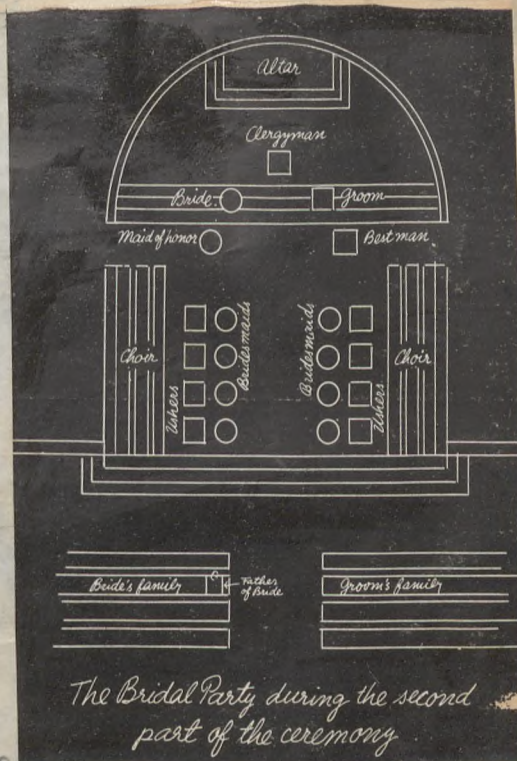 Altar
Clergyman
Bride
Groom
Maid of honor
Best man
Choir
Ushers
Bridesmaids
Bridesmaids
Ushers
Choir
Bride's family
Father
of Bride
Groom's family
The Bridal Party during the second
part of the ceremony